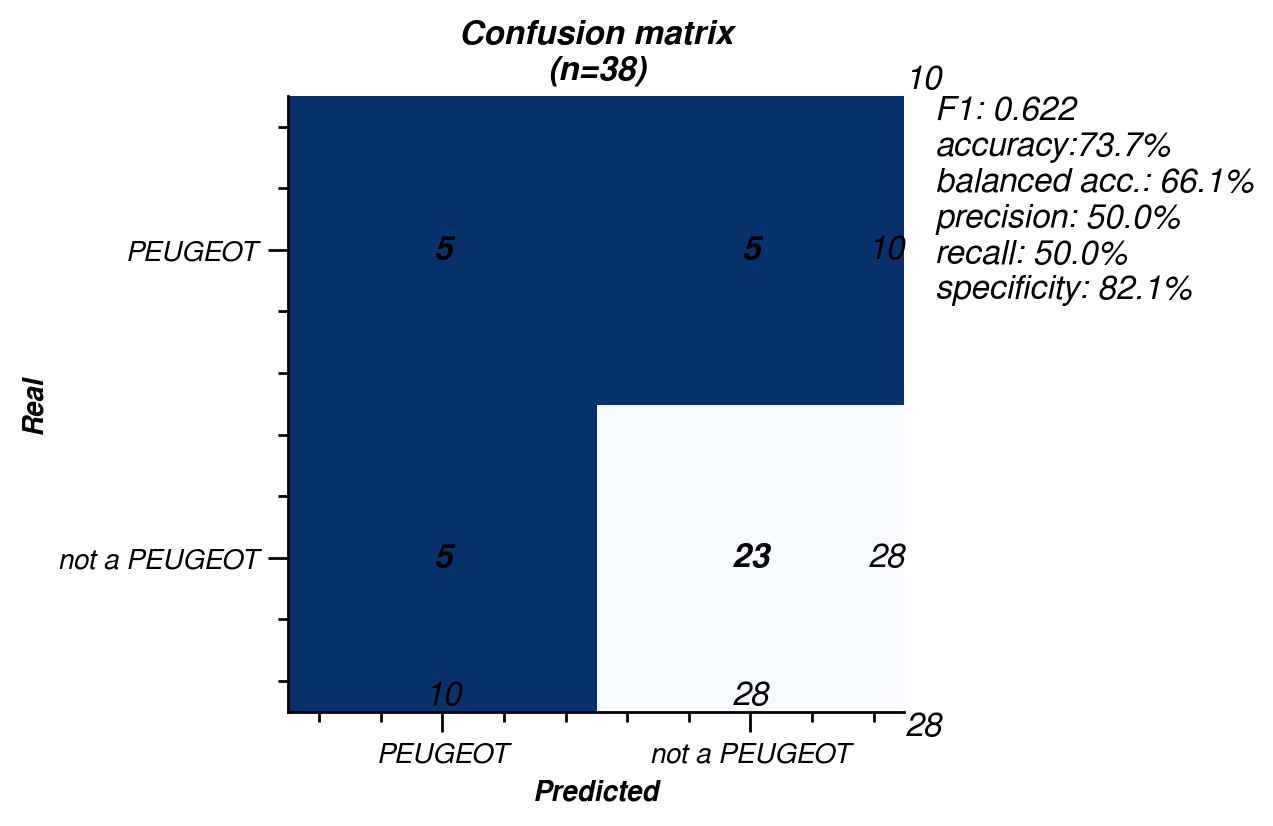 Confusion matrix
(n=38)
10
F1: 0.622
accuracy:73.7%
balanced acc.: 66.1%
precision: 50.0%
recall: 50.0%
specificity: 82.1%
PEUGEOT
5
5
10
Real
not a PEUGEOT
5
23
28
10
28
28
PEUGEOT
not a PEUGEOT
Predicted